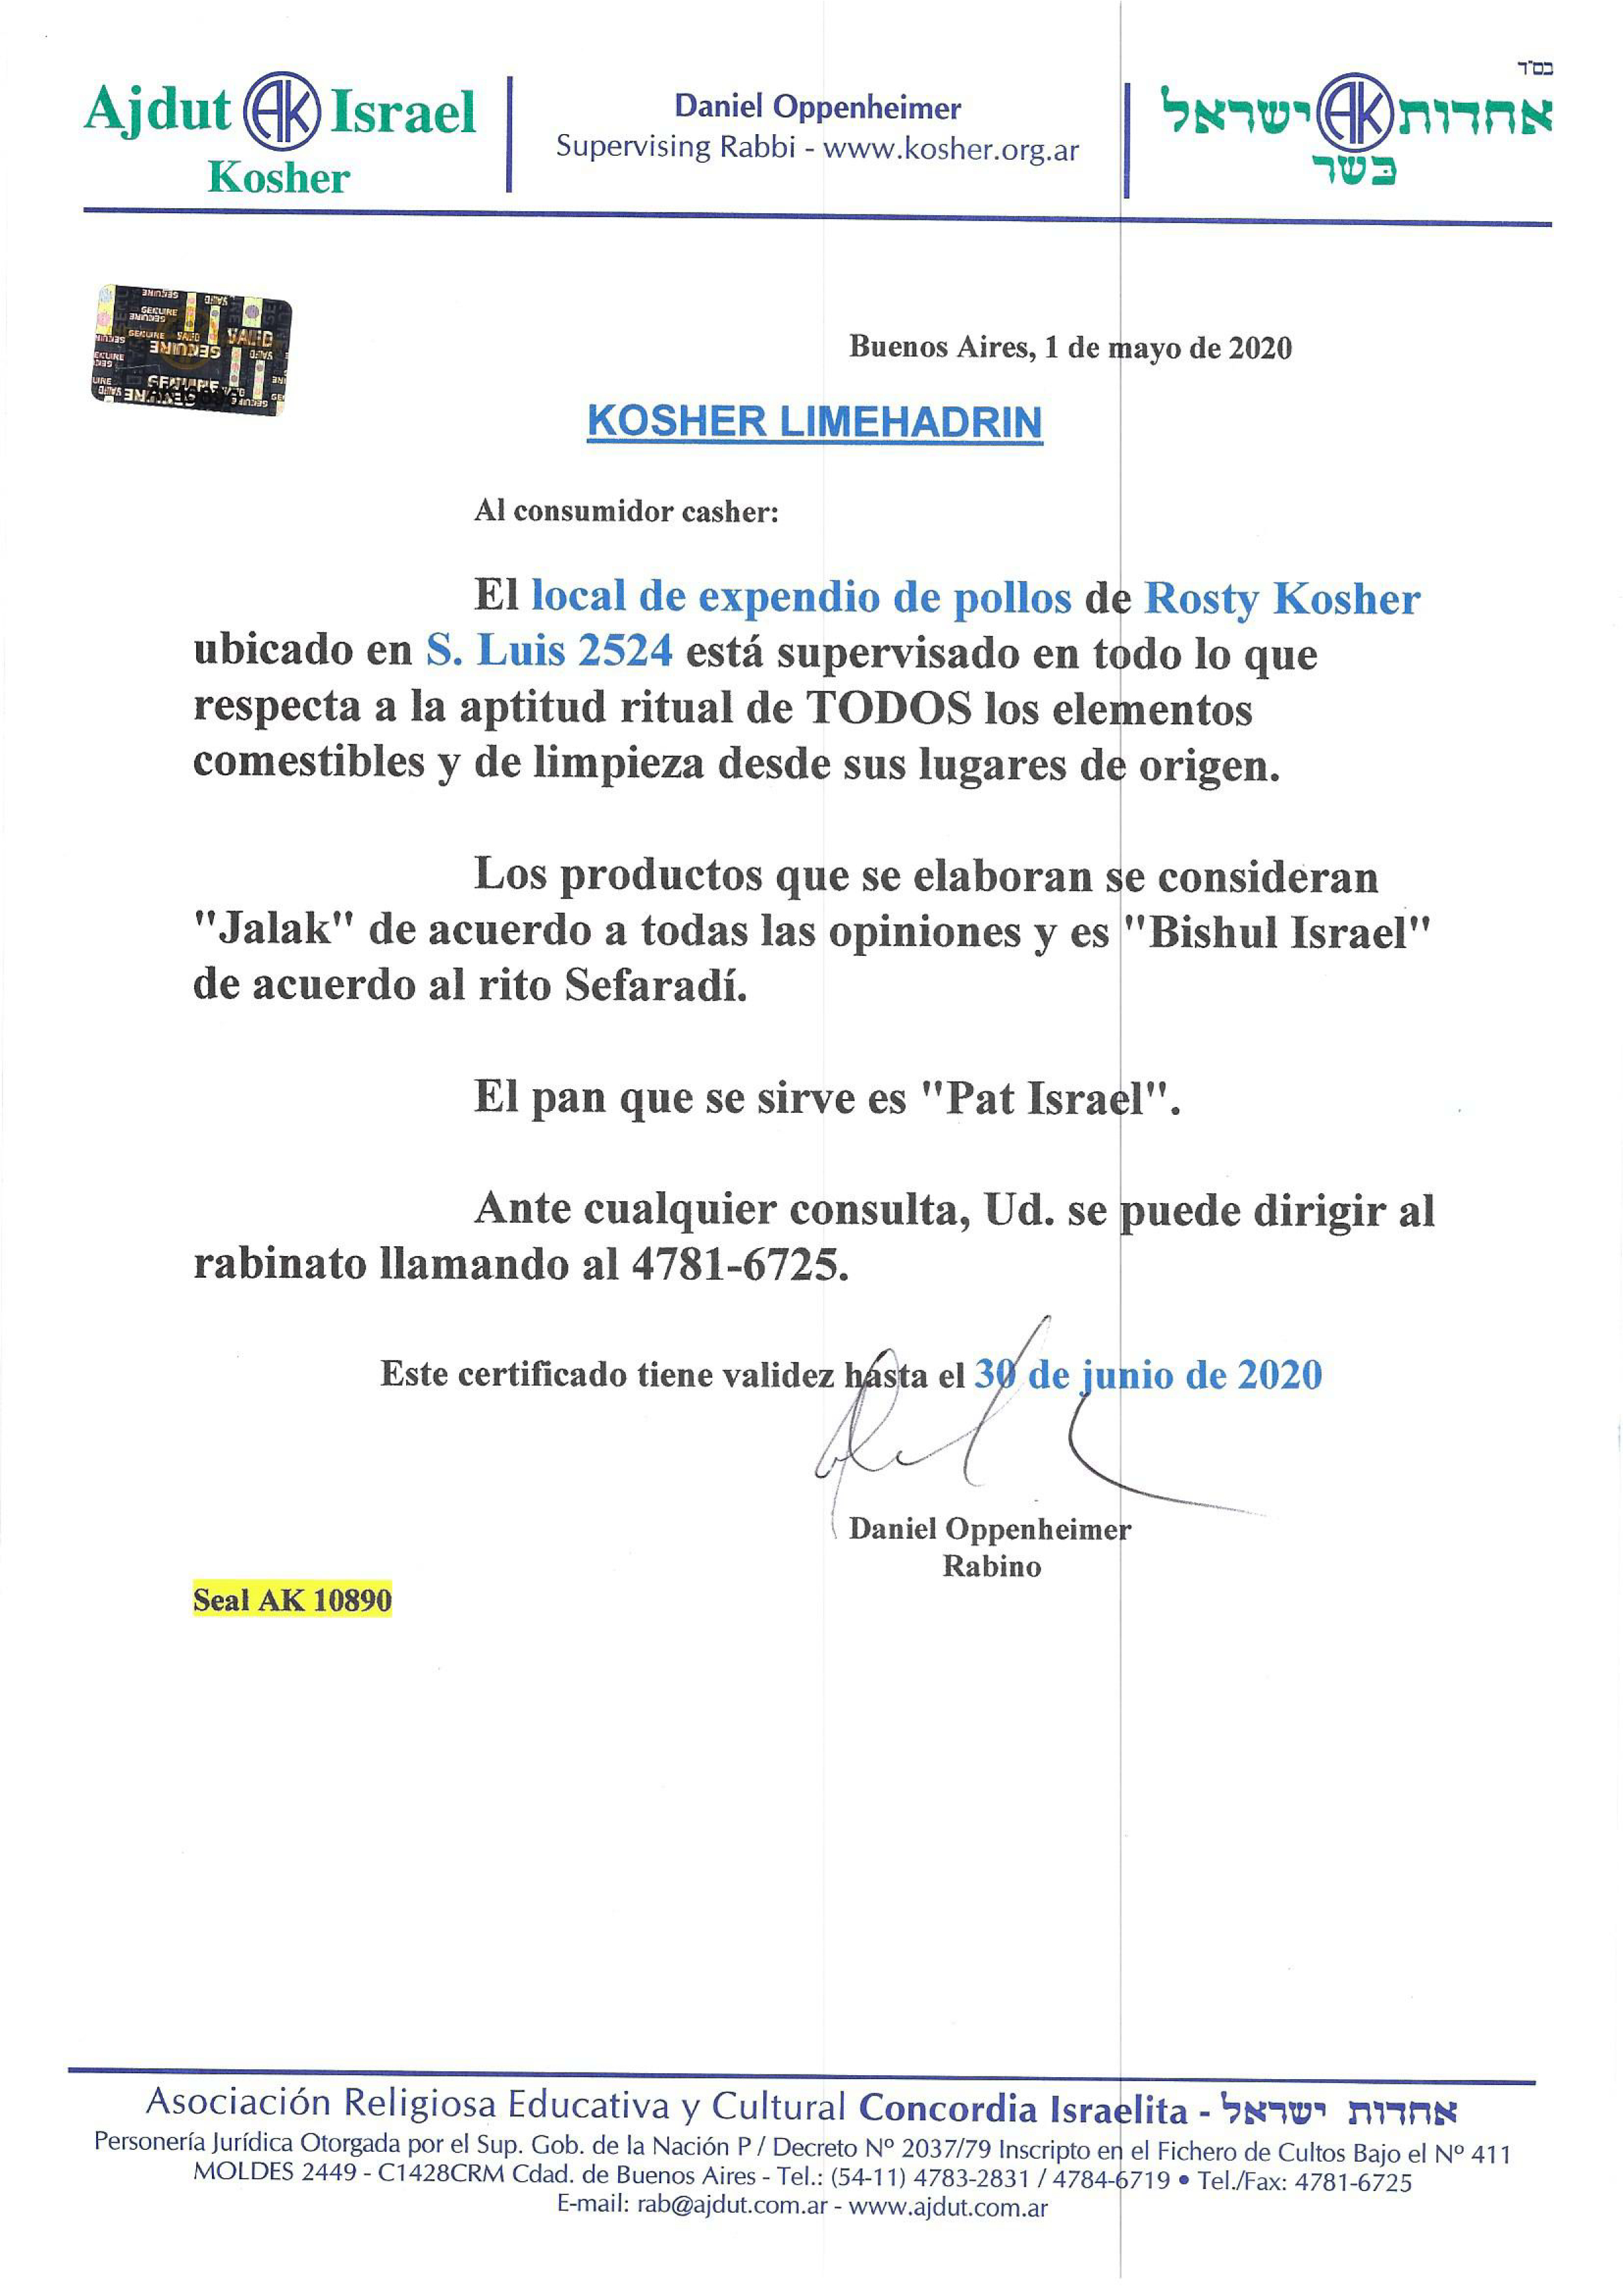 בס"ד
Ajdut AK Israel
Kosher
Daniel Oppenheimer
Supervising Rabbi - www.kosher.org.ar
אחדות AK ישראל
בשר
SECURE
VALID
GENUINE
Buenos Aires, 1 de mayo de 2020
KOSHER LIMEHADRIN
Al consumidor casher:
El local de expendio de pollos de Rosty Kosher
ubicado en S. Luis 2524 está supervisado en todo lo que
respecta a la aptitud ritual de TODOS los elementos
comestibles y de limpieza desde sus lugares de origen.
Los productos que se elaboran se consideran
"Jalak" de acuerdo a todas las opiniones y es "Bishul Israel"
de acuerdo al rito Sefaradí.
El pan que se sirve es "Pat Israel".
Ante cualquier consulta, Ud. se puede dirigir al
rabinato llamando al 4781-6725.
Este certificado tiene validez hasta el 30 de junio de 2020
Daniel Oppenheimer
Rabino
Seal AK 10890
Asociación Religiosa Educativa y Cultural Concordia Israelita - אחדות ישראל
Personería Jurídica Otorgada por el Sup. Gob. de la Nación P / Decreto Nº 2037/79 Inscripto en el Fichero de Cultos Bajo el Nº 411
MOLDES 2449 - C1428CRM Cdad. de Buenos Aires - Tel.: (54-11) 4783-2831 / 4784-6719 • Tel./Fax: 4781-6725
E-mail: rab@ajdut.com.ar - www.ajdut.com.ar